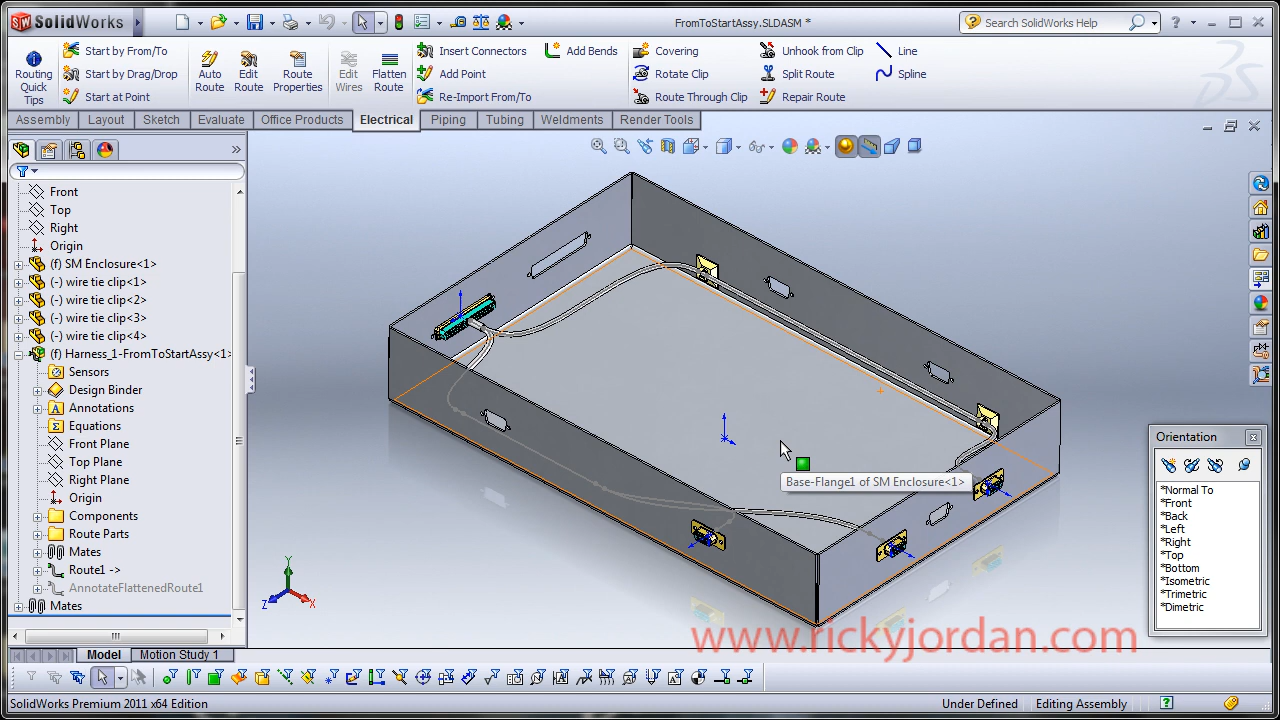 SolidWorks
FromToStartAssy.SLDASM *
Search SolidWorks Help
Routing Quick Tips
Start by From/To
Start by Drag/Drop
Start at Point
Auto Route
Edit Route
Route Properties
Edit Wires
Flatten Route
Insert Connectors
Add Point
Re-Import From/To
Add Bends
Covering
Rotate Clip
Route Through Clip
Unhook from Clip
Split Route
Repair Route
Line
Spline
Assembly Layout Sketch Evaluate Office Products Electrical Piping Tubing Weldments Render Tools
Front
Top
Right
Origin
(f) SM Enclosure<1>
(-) wire tie clip<1>
(-) wire tie clip<2>
(-) wire tie clip<3>
(-) wire tie clip<4>
(f) Harness_1-FromToStartAssy<1>
Sensors
Design Binder
Annotations
Equations
Front Plane
Top Plane
Right Plane
Origin
Components
Route Parts
Mates
Route1 ->
AnnotateFlattenedRoute1
Mates
Base-Flange1 of SM Enclosure<1>
Y
Z
X
Orientation
*Normal To
*Front
*Back
*Left
*Right
*Top
*Bottom
*Isometric
*Trimetric
*Dimetric
www.rickyjordan.com
Model Motion Study 1
SolidWorks Premium 2011 x64 Edition
Under Defined
Editing Assembly